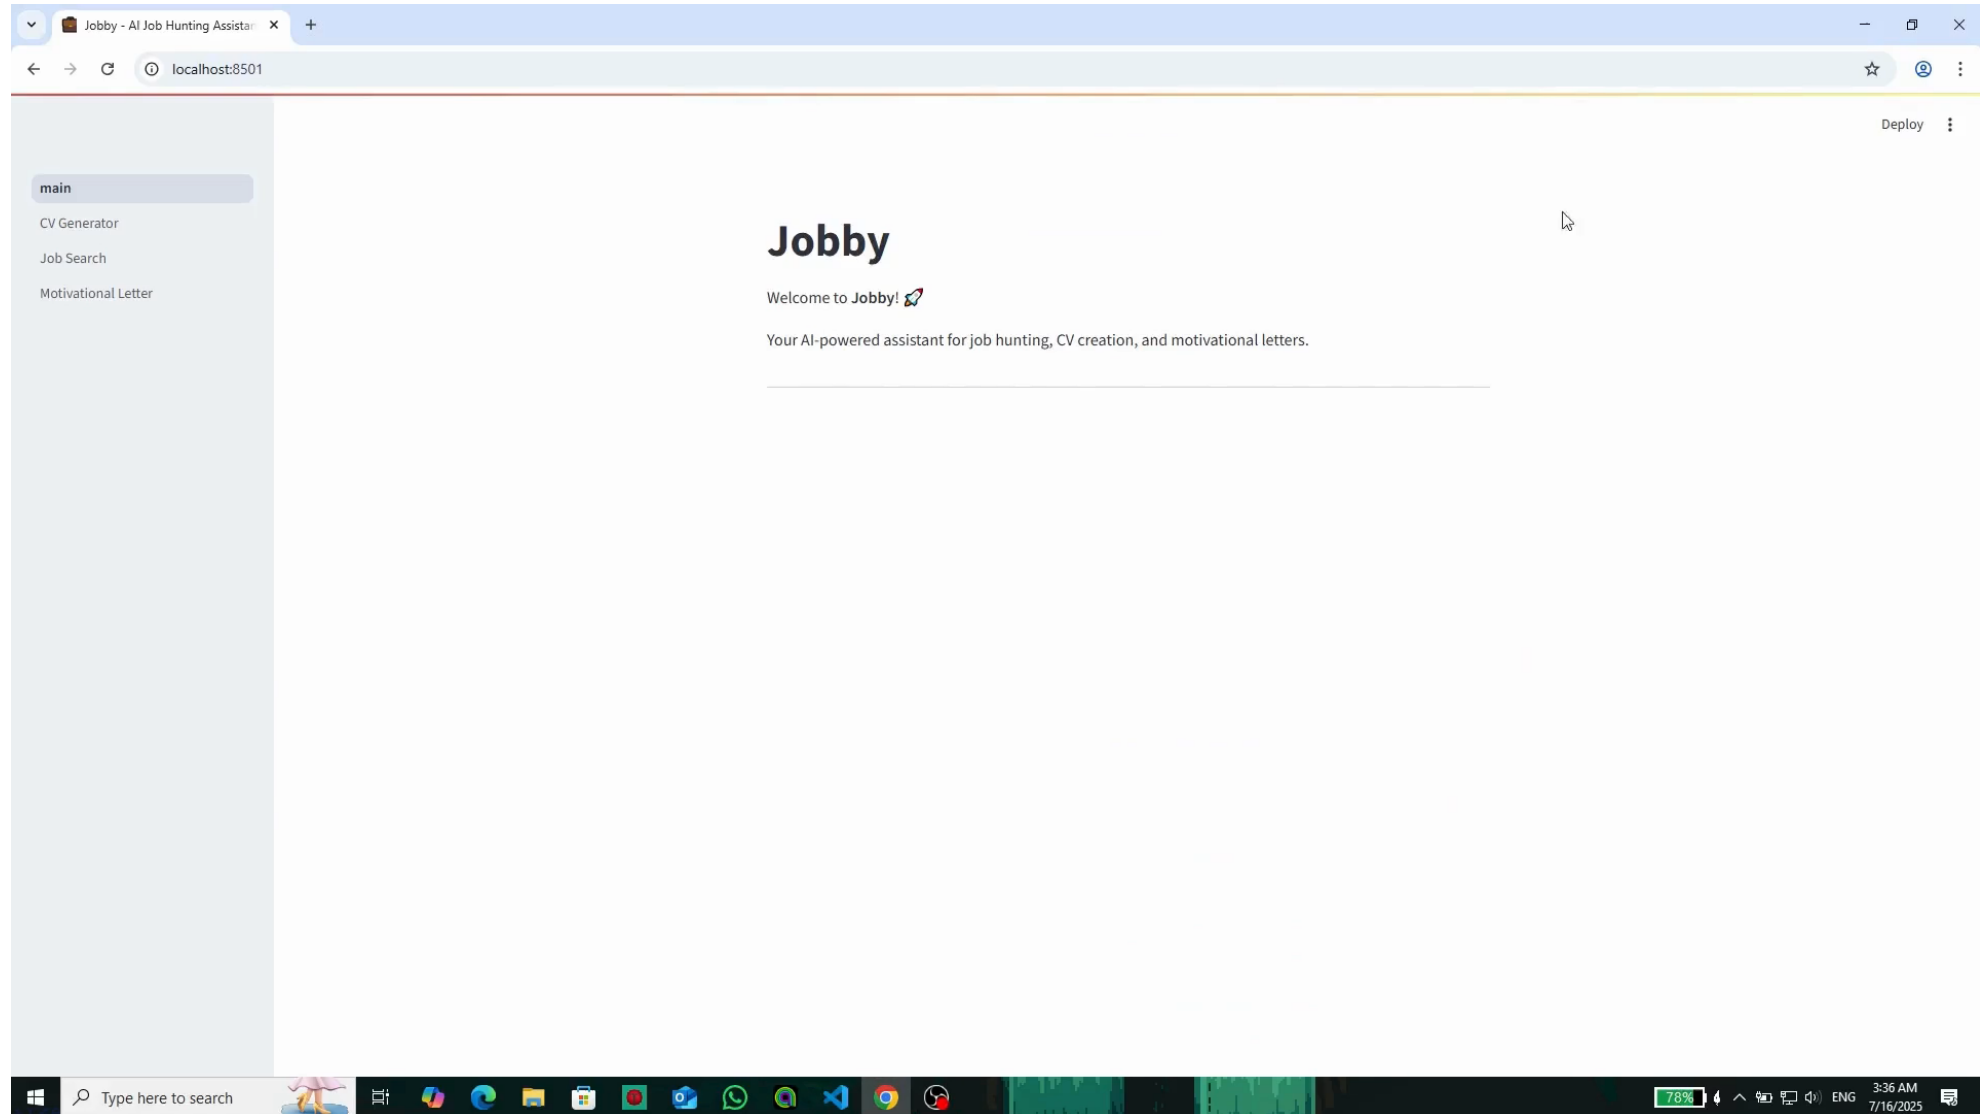 Jobby - AI Job Hunting Assistan
localhost:8501
Deploy
main
CV Generator
Job Search
Motivational Letter
Jobby
Welcome to Jobby! 🚀
Your AI-powered assistant for job hunting, CV creation, and motivational letters.
Type here to search
78%
ENG
3:36 AM
7/16/2025